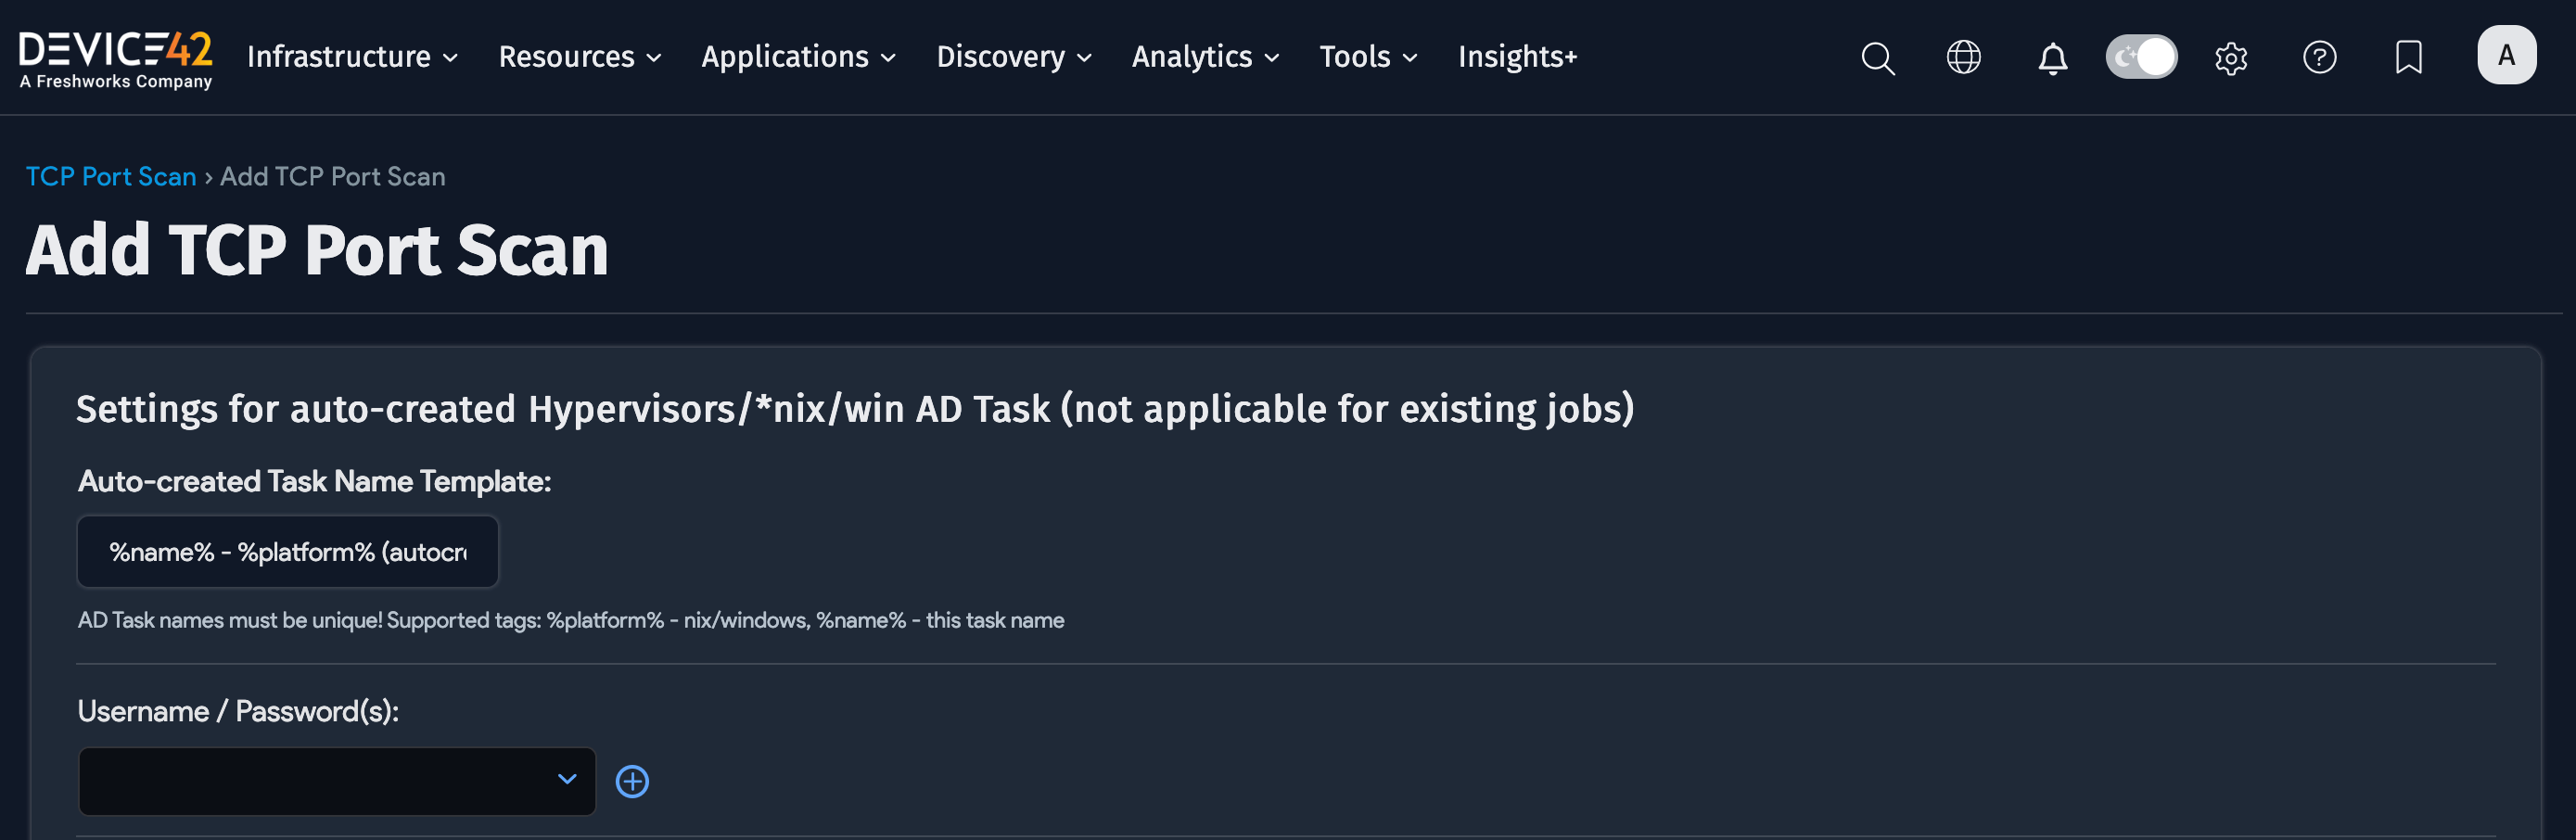 DEVICE42
A Freshworks Company
Infrastructure Resources Applications Discovery Analytics Tools Insights+ A
TCP Port Scan › Add TCP Port Scan
Add TCP Port Scan
Settings for auto-created Hypervisors/*nix/win AD Task (not applicable for existing jobs)
Auto-created Task Name Template:
%name% - %platform% (autocr
AD Task names must be unique! Supported tags: %platform% - nix/windows, %name% - this task name
Username / Password(s):